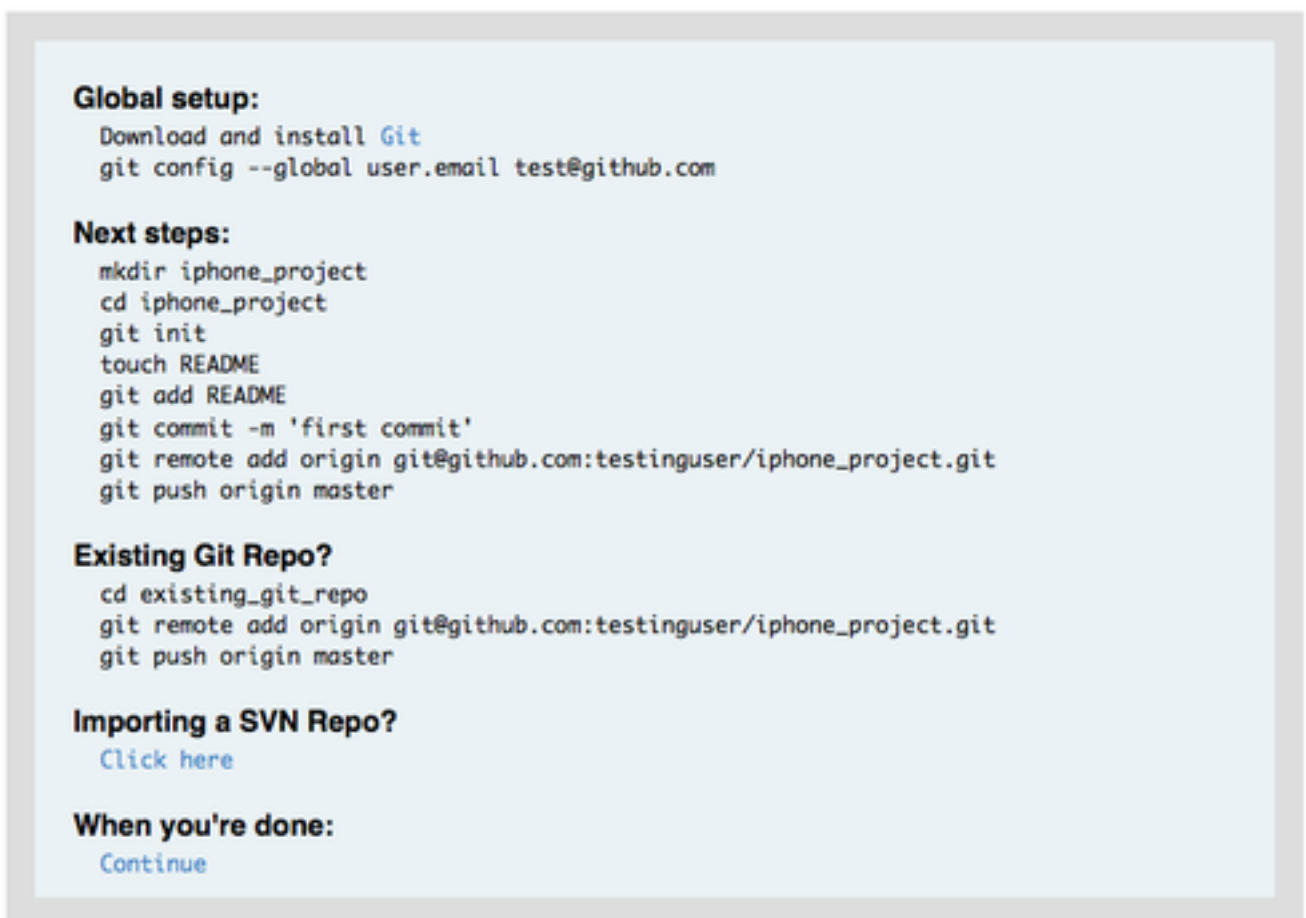 Global setup:
Download and install Git
git config --global user.email test@github.com
Next steps:
mkdir iphone_project
cd iphone_project
git init
touch README
git add README
git commit -m 'first commit'
git remote add origin git@github.com:testinguser/iphone_project.git
git push origin master
Existing Git Repo?
cd existing_git_repo
git remote add origin git@github.com:testinguser/iphone_project.git
git push origin master
Importing a SVN Repo?
Click here
When you're done:
Continue